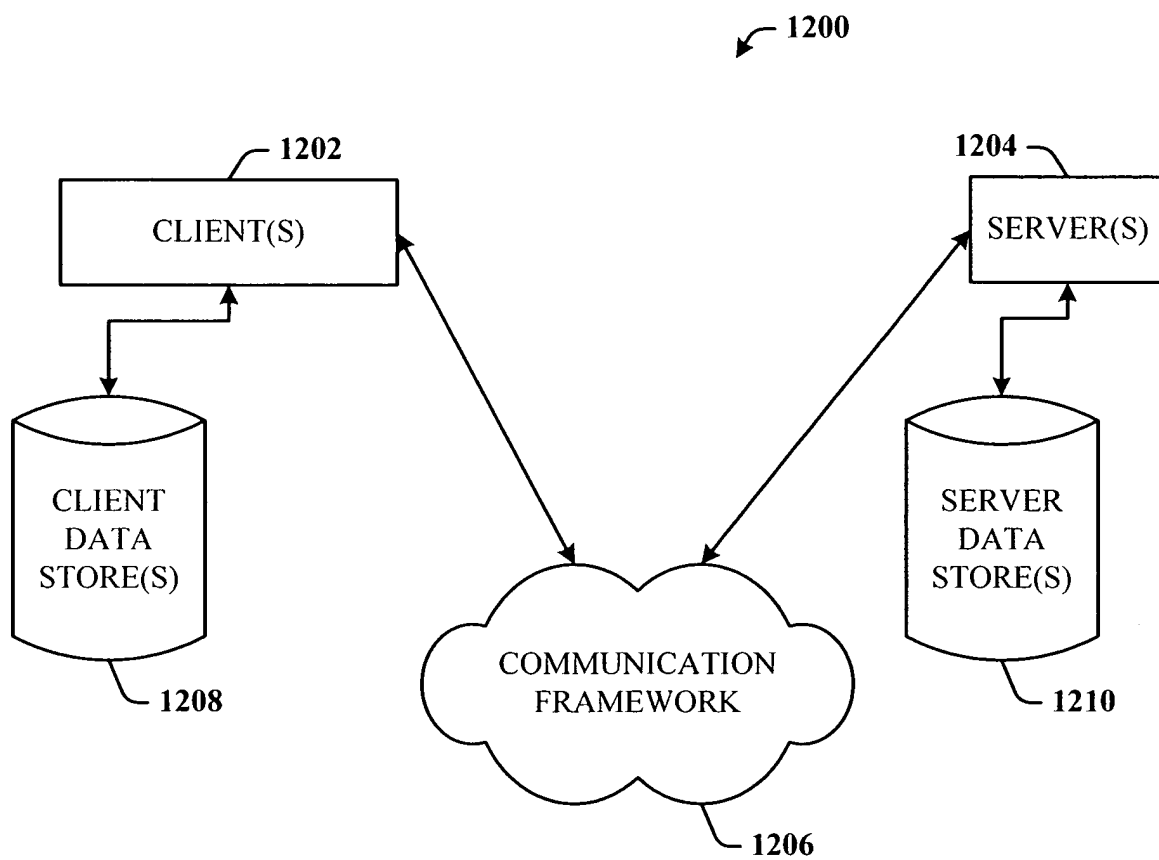 1200
1202
1204
CLIENT(S)
SERVER(S)
CLIENT
DATA
STORE(S)
SERVER
DATA
STORE(S)
COMMUNICATION
FRAMEWORK
1208
1210
1206